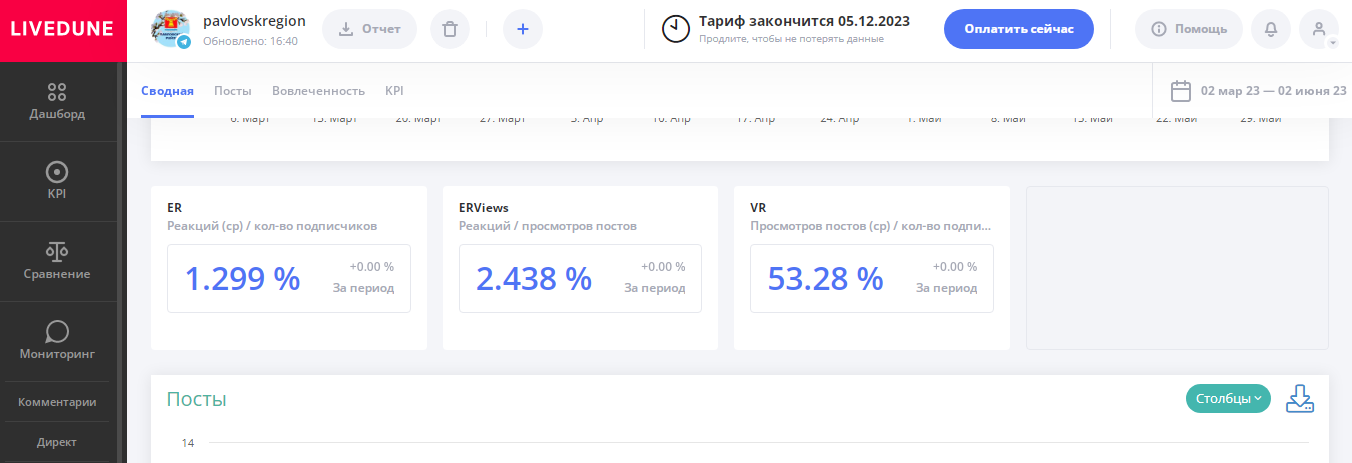 LIVEDUNE
pavlovskregion
Обновлено: 16:40
Отчет
Тариф закончится 05.12.2023
Продлите, чтобы не потерять данные
Оплатить сейчас
Помощь
Дашборд
KPI
Сравнение
Мониторинг
Комментарии
Директ
Сводная
Посты
Вовлеченность
KPI
02 мар 23 — 02 июня 23
6. Март
13. Март
20. Март
27. Март
3. Апр
10. Апр
17. Апр
24. Апр
1. Май
8. Май
15. Май
22. Май
29. Май
ER
Реакций (ср) / кол-во подписчиков
1.299 %
+0.00 %
За период
ERViews
Реакций / просмотров постов
2.438 %
+0.00 %
За период
VR
Просмотров постов (ср) / кол-во подпи...
53.28 %
+0.00 %
За период
Посты
Столбцы
14